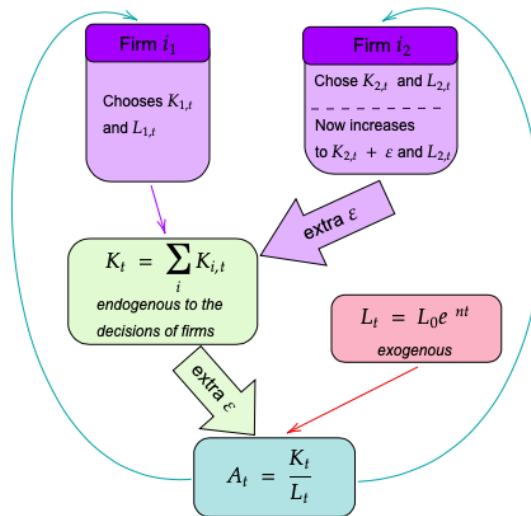 Firm i₁
Chooses K₁,ₜ
and L₁,ₜ
Firm i₂
Chose K₂,ₜ and L₂,ₜ
Now increases
to K₂,ₜ + ε and L₂,ₜ
extra ε
Kₜ = ∑ᵢ Kᵢ,ₜ
endogenous to the
decisions of firms
Lₜ = L₀e ⁿᵗ
exogenous
extra ε
Aₜ = Kₜ / Lₜ